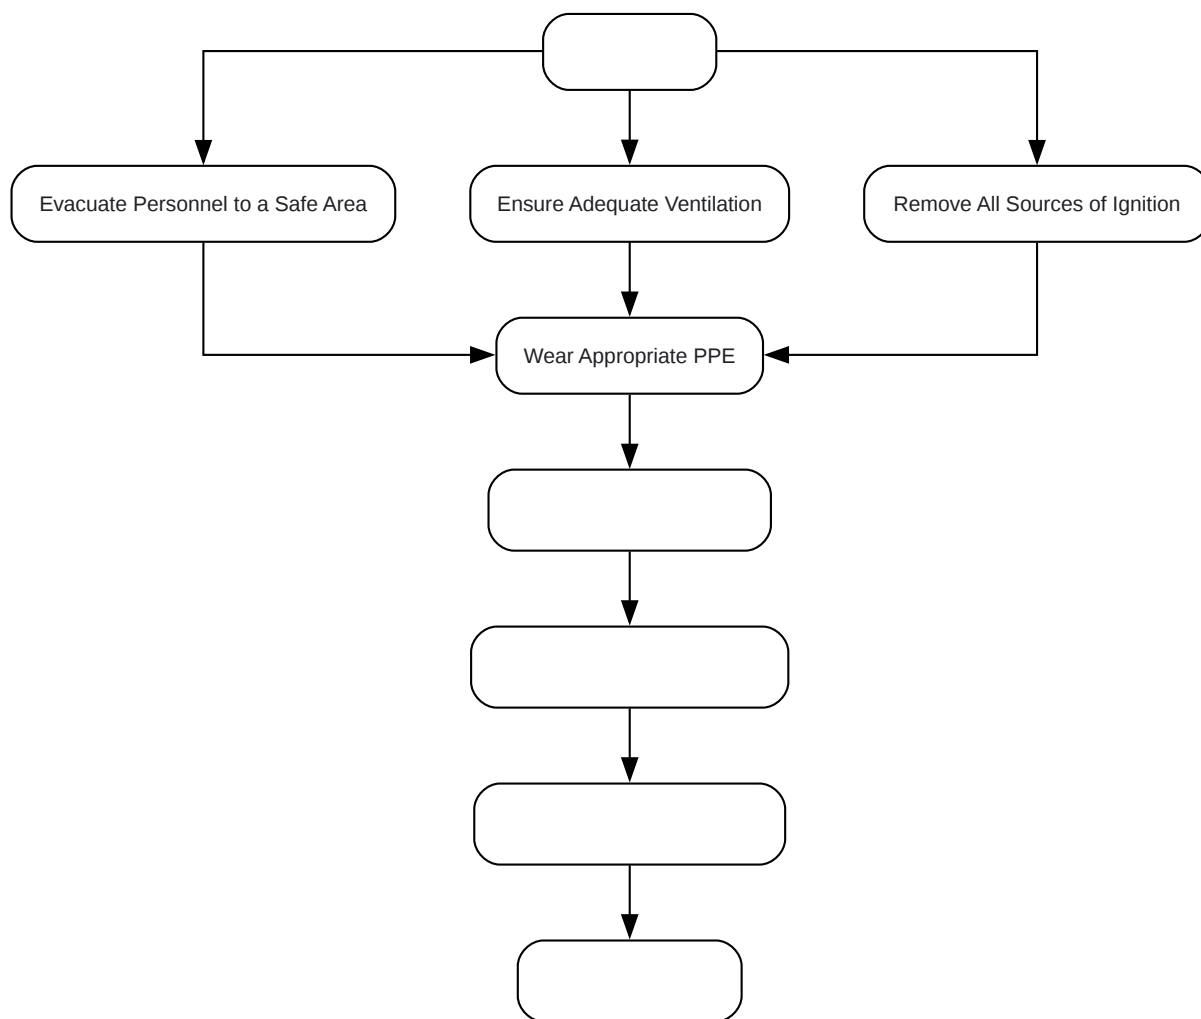 Evacuate Personnel to a Safe Area
Ensure Adequate Ventilation
Remove All Sources of Ignition
Wear Appropriate PPE